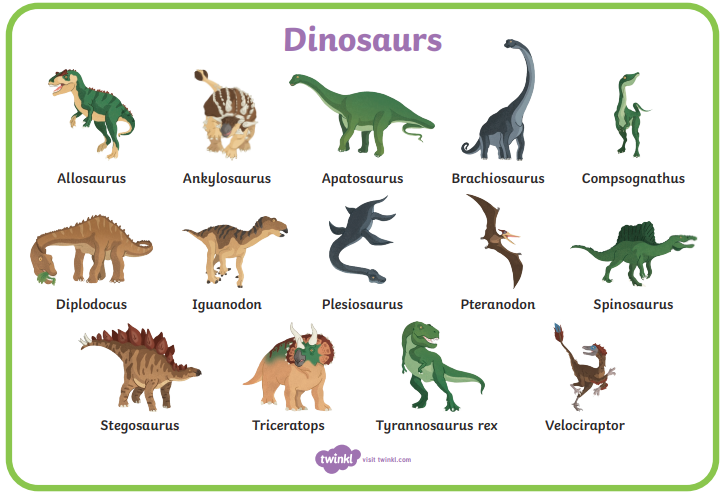 Dinosaurs
Allosaurus
Ankylosaurus
Apatosaurus
Brachiosaurus
Compsognathus
Diplodocus
Iguanodon
Plesiosaurus
Pteranodon
Spinosaurus
Stegosaurus
Triceratops
Tyrannosaurus rex
Velociraptor
twinkl visit twinkl.com